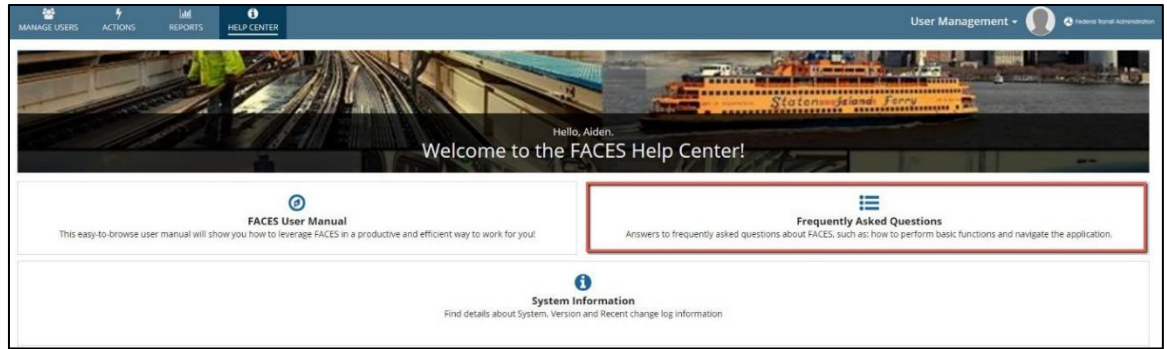 MANAGE USERS
ACTIONS
REPORTS
HELP CENTER
User Management
Federal Transit Administration
Staten Island Ferry
Hello, Aiden.
Welcome to the FACES Help Center!
FACES User Manual
This easy-to-browse user manual will show you how to leverage FACES in a productive and efficient way to work for you!
Frequently Asked Questions
Answers to frequently asked questions about FACES, such as: how to perform basic functions and navigate the application.
System Information
Find details about System, Version and Recent change log information